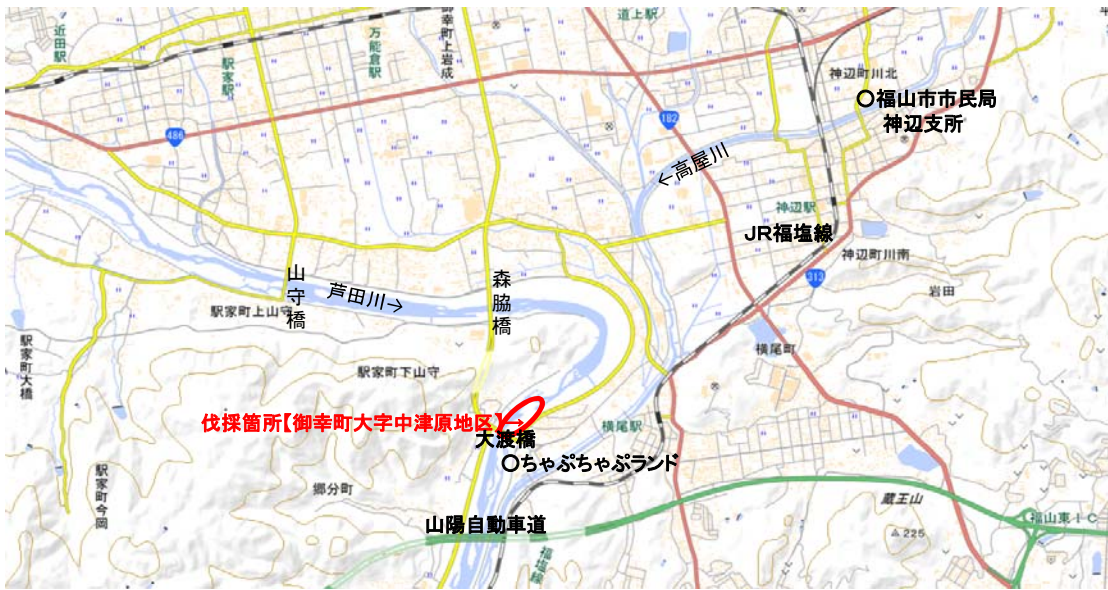 近田駅
駅家駅
万能倉駅
御幸町上岩成
道上駅
神辺町川北
○福山市市民局
神辺支所
486
182
←高屋川
神辺駅
JR福塩線
神辺町川南
313
岩田
山守橋
芦田川→
森脇橋
駅家町上山守
駅家町大橋
横尾町
駅家町下山守
伐採箇所【御幸町大字中津原地区】→
大渡橋
横尾駅
○ちゃぷちゃぷランド
駅家町今岡
郷分町
蔵王山
山陽自動車道
福山東IC
225
福塩線